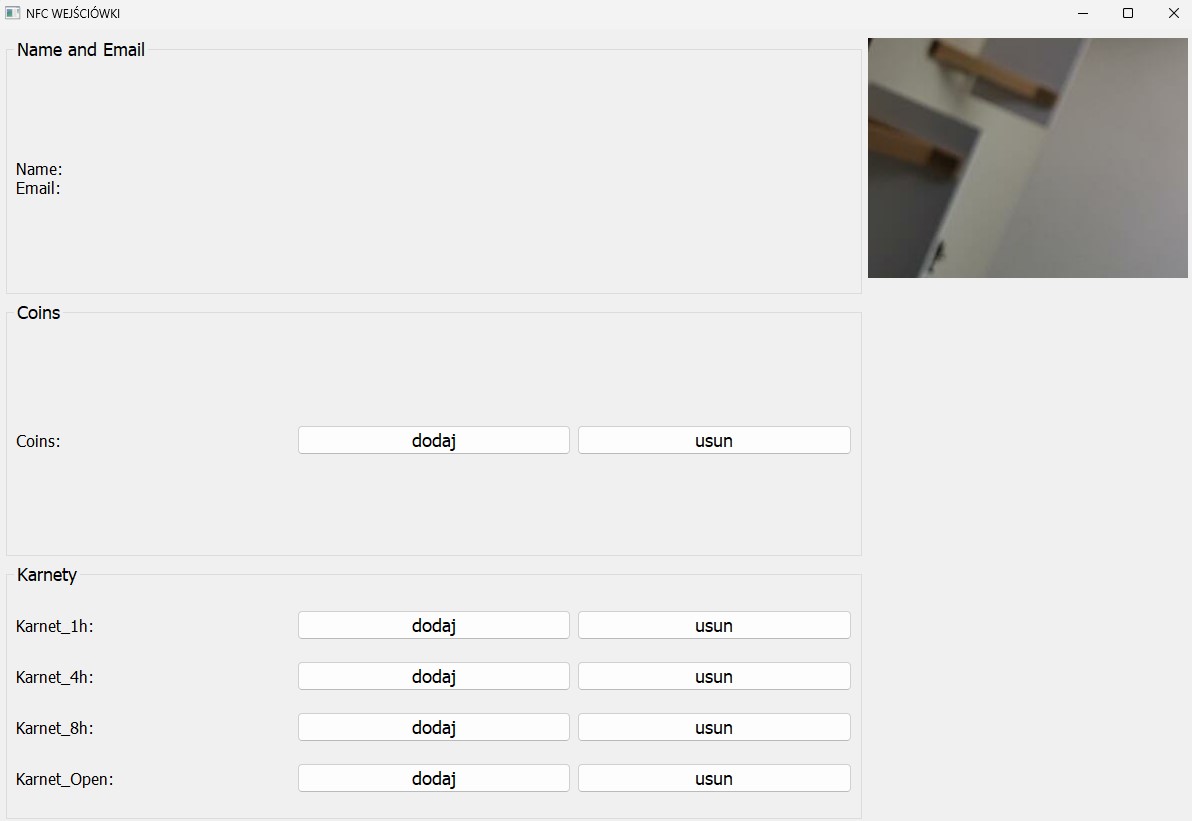 NFC WEJŚCIÓWKI
Name and Email
Name:
Email:
Coins
Coins: dodaj usun
Karnety
Karnet_1h: dodaj usun
Karnet_4h: dodaj usun
Karnet_8h: dodaj usun
Karnet_Open: dodaj usun